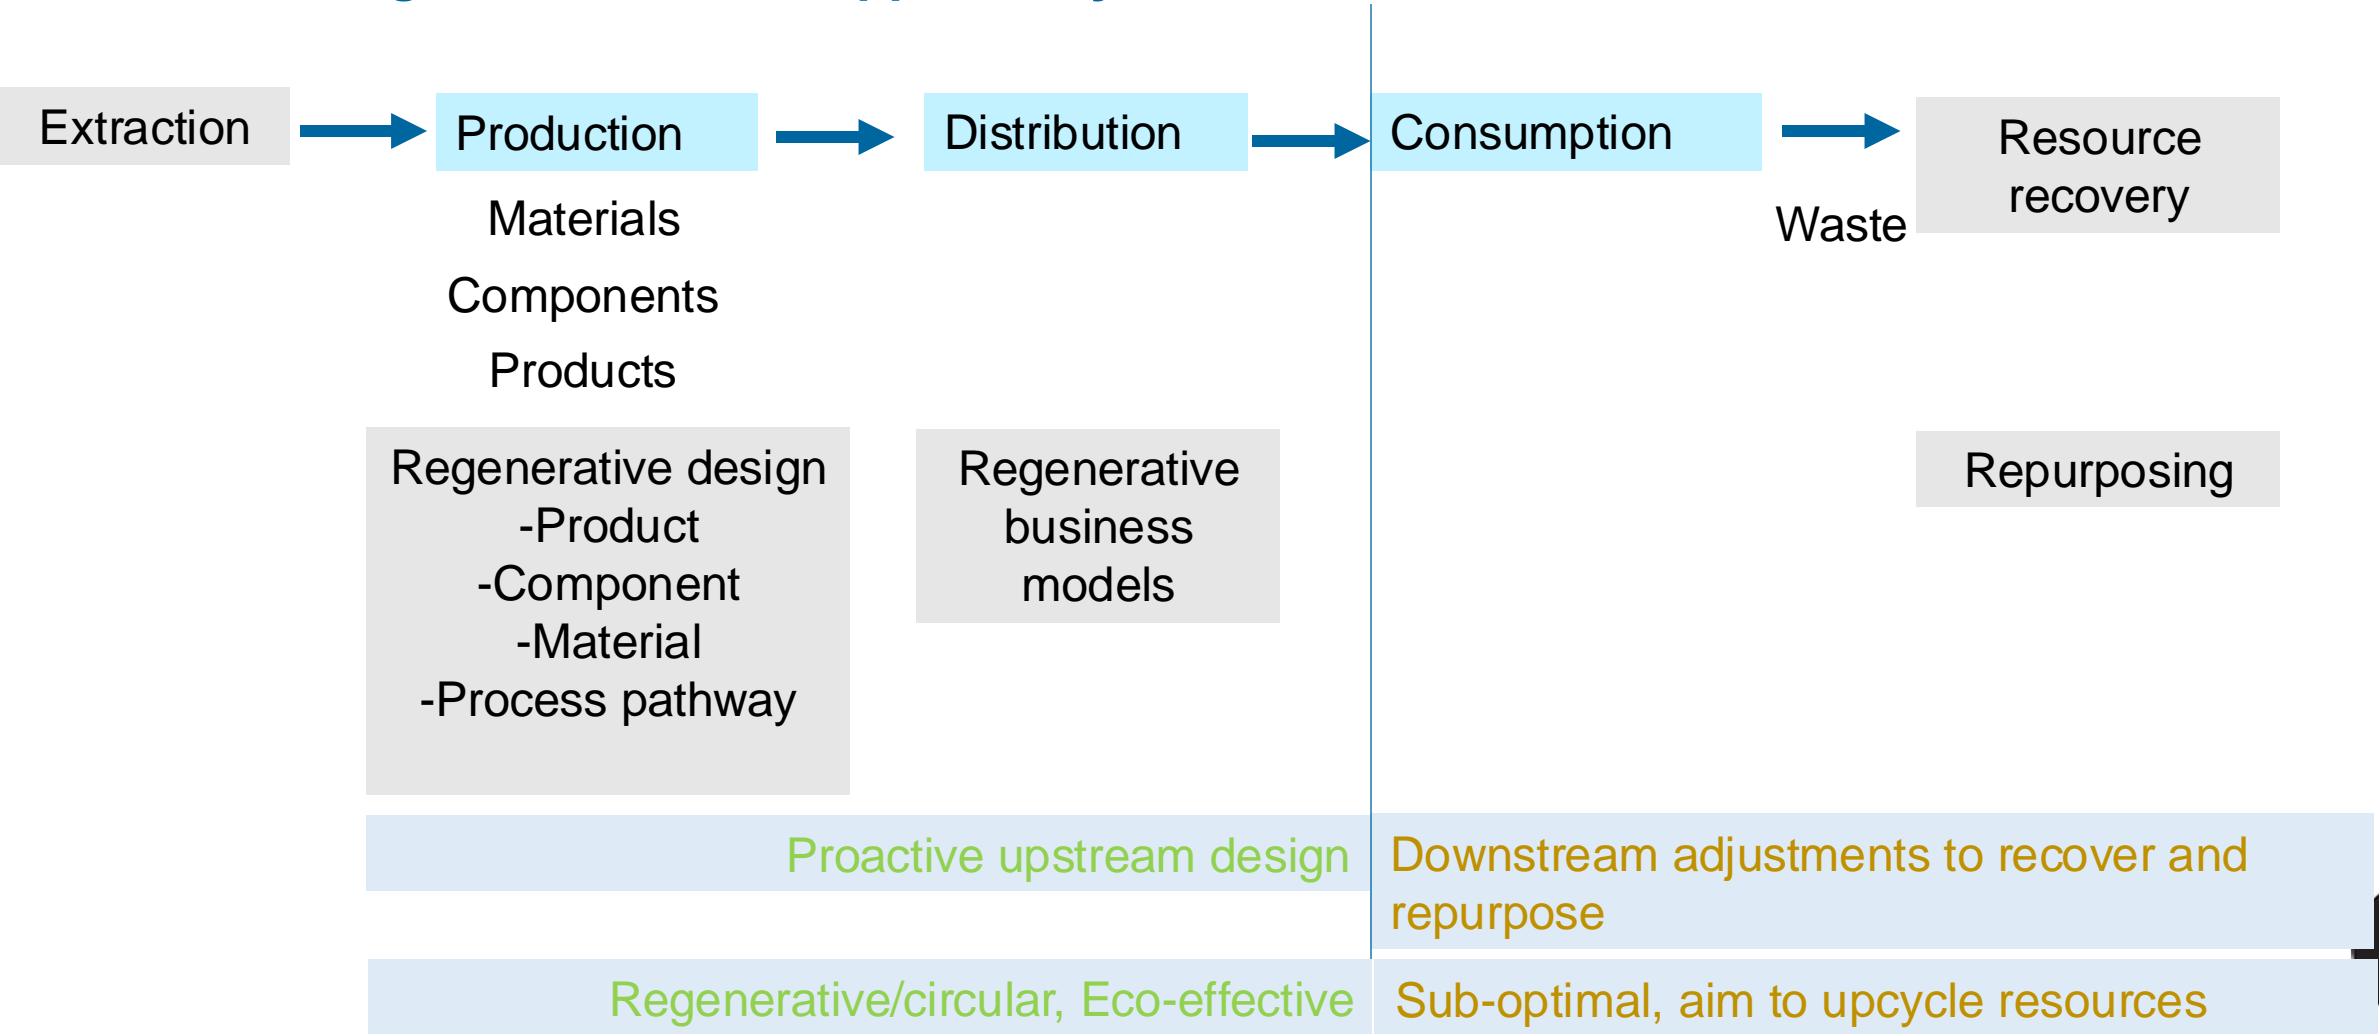 Extraction
Production
Distribution
Consumption
Resource
recovery
Waste
Materials
Components
Products
Regenerative design
-Product
-Component
-Material
-Process pathway
Regenerative
business
models
Repurposing
Proactive upstream design
Downstream adjustments to recover and
repurpose
Regenerative/circular, Eco-effective
Sub-optimal, aim to upcycle resources